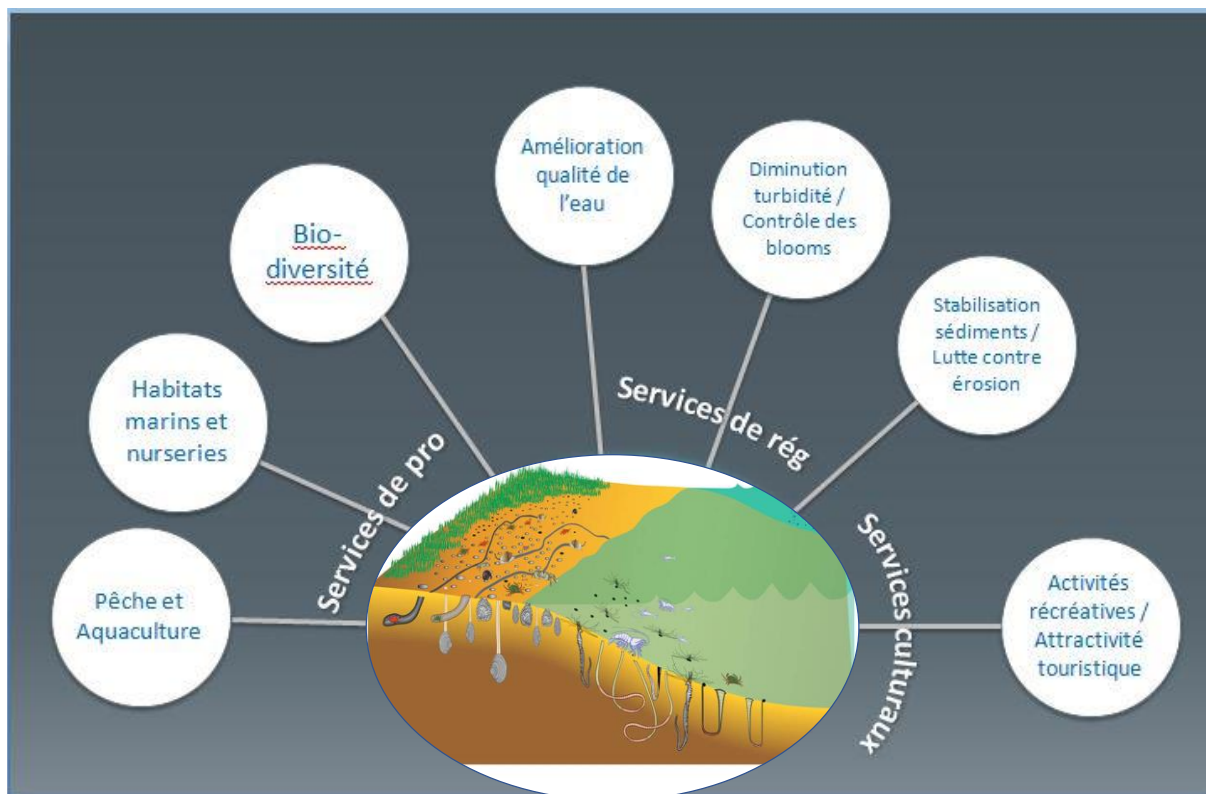 Amélioration
qualité de
l'eau
Diminution
turbidité /
Contrôle des
blooms
Bio-
diversité
Stabilisation
sédiments /
Lutte contre
érosion
Habitats
marins et
nurseries
Services de pro
Services de rég
Services culturaux
Pêche et
Aquaculture
Activités
récréatives /
Attractivité
touristique